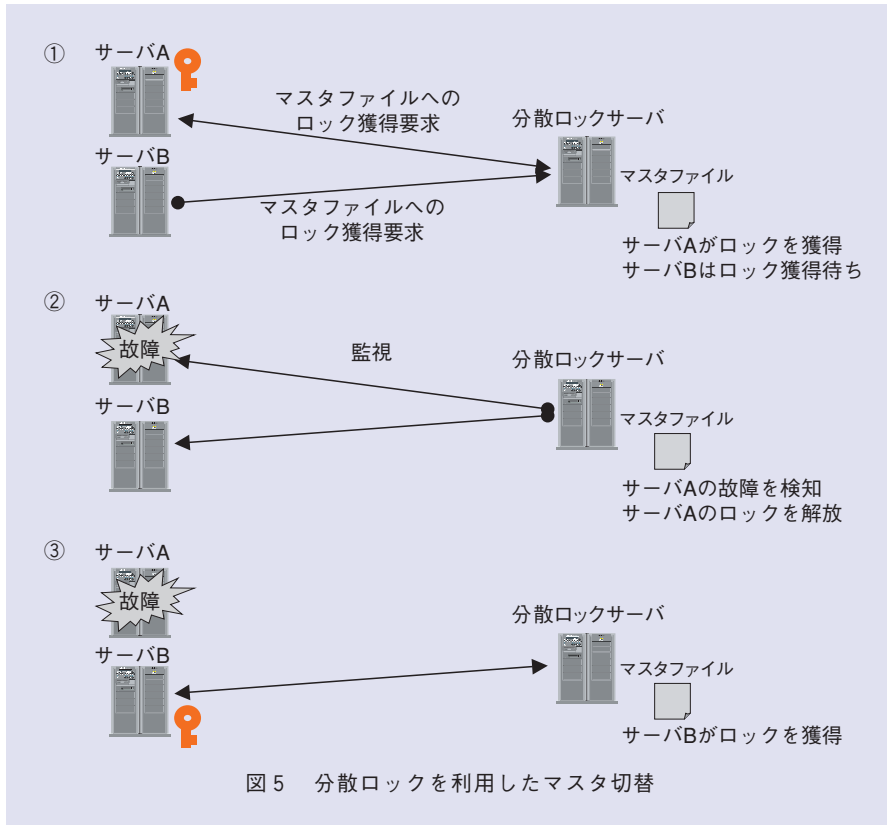 ①
サーバA
マスタファイルへの
ロック獲得要求
分散ロックサーバ
サーバB
マスタファイル
マスタファイルへの
ロック獲得要求
サーバAがロックを獲得
サーバBはロック獲得待ち
②
サーバA
故障
監視
分散ロックサーバ
サーバB
マスタファイル
サーバAの故障を検知
サーバAのロックを解放
③
サーバA
故障
分散ロックサーバ
サーバB
マスタファイル
サーバBがロックを獲得
図5 分散ロックを利用したマスタ切替